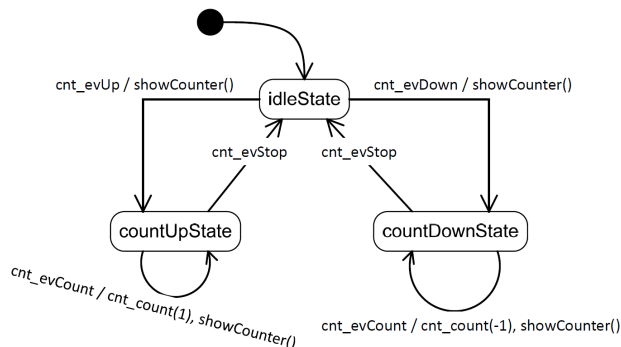 cnt_evUp / showCounter()
cnt_evDown / showCounter()
idleState
cnt_evStop
cnt_evStop
countUpState
countDownState
cnt_evCount / cnt_count(1), showCounter()
cnt_evCount / cnt_count(-1), showCounter()